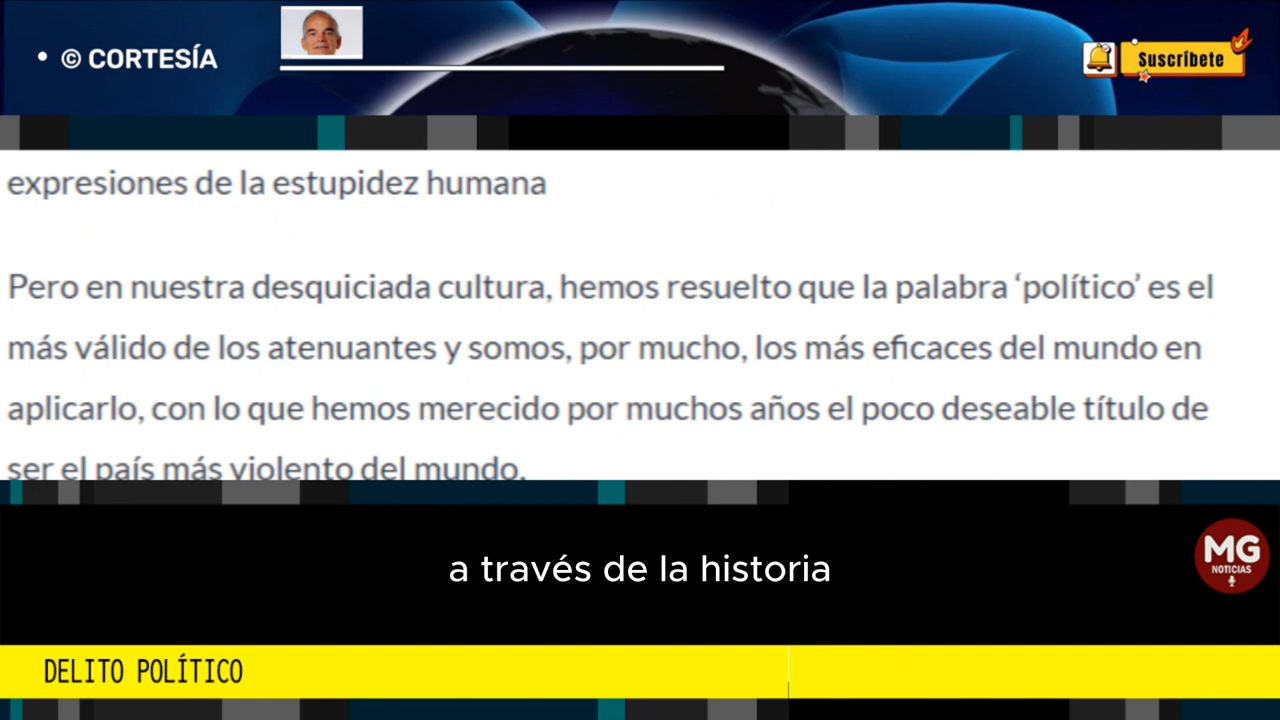 • © CORTESÍA
Suscríbete
expresiones de la estupidez humana
Pero en nuestra desquiciada cultura, hemos resuelto que la palabra ‘político’ es el
más válido de los atenuantes y somos, por mucho, los más eficaces del mundo en
aplicarlo, con lo que hemos merecido por muchos años el poco deseable título de
ser el país más violento del mundo.
a través de la historia
MG
NOTICIAS
DELITO POLÍTICO